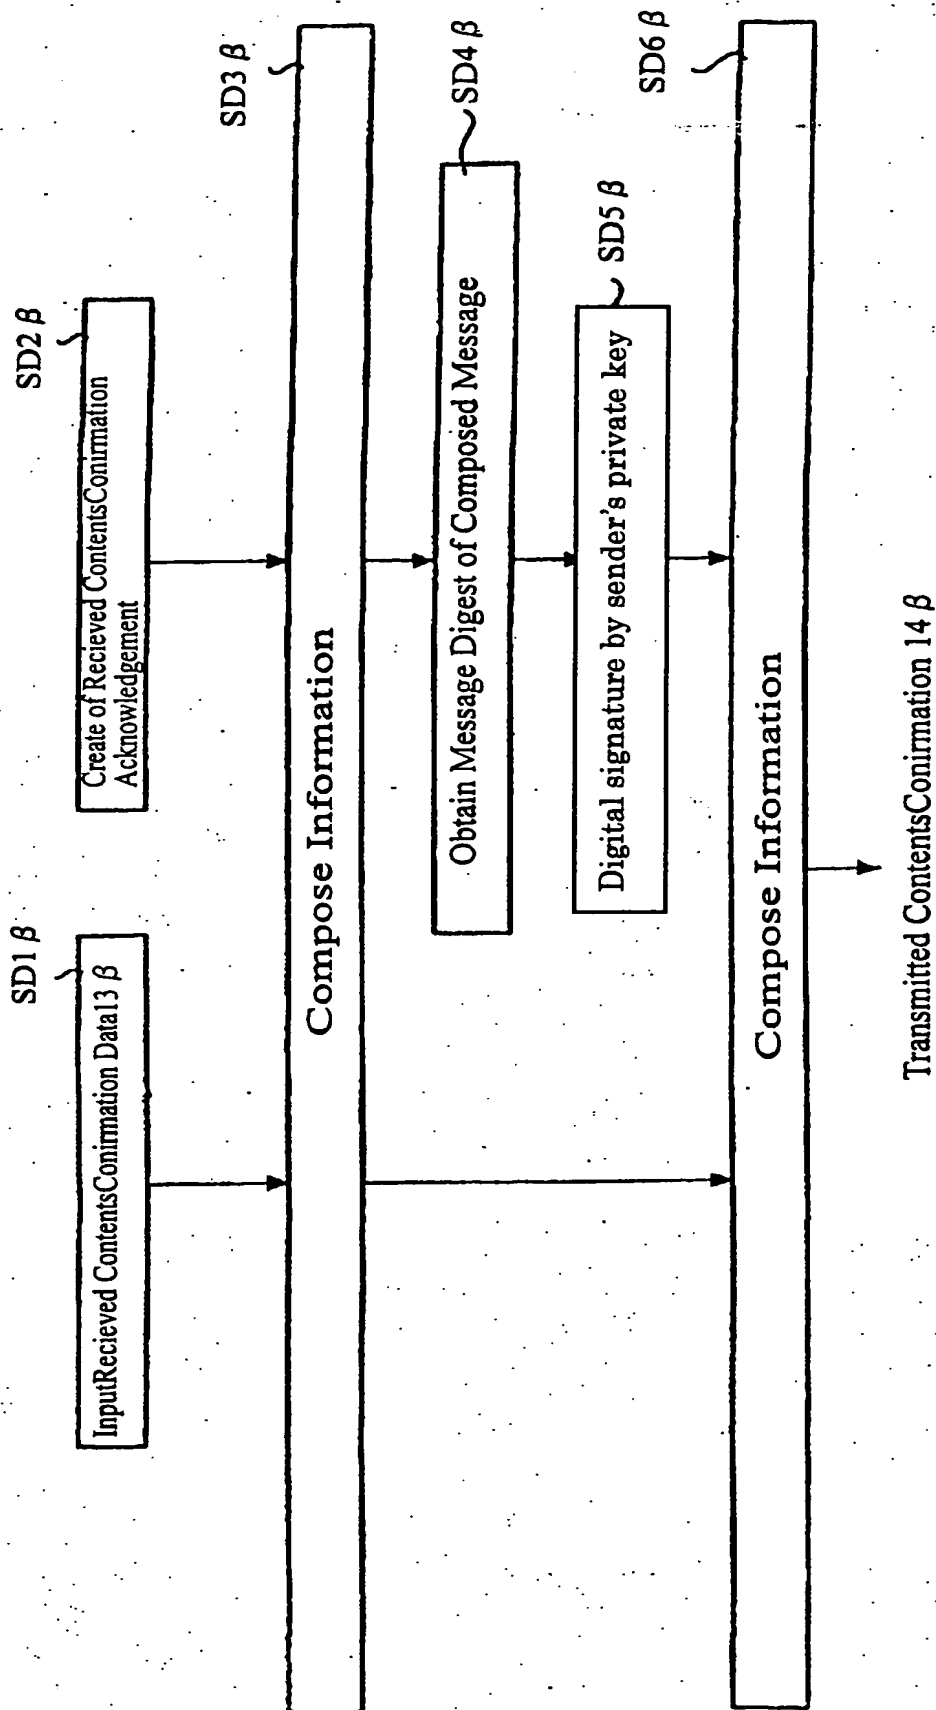 SD1 β
InputRecieved ContentsConirmation Data13 β
SD2 β
Create of Recieved ContentsConirmation
Acknowledgement
SD3 β
Compose Information
SD4 β
Obtain Message Digest of Composed Message
SD5 β
Digital signature by sender's private key
SD6 β
Compose Information
Transmitted ContentsConirmation 14 β